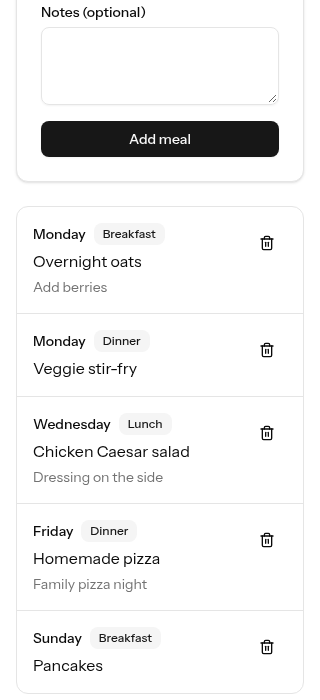 Notes (optional)
Add meal
Monday Breakfast
Overnight oats
Add berries
Monday Dinner
Veggie stir-fry
Wednesday Lunch
Chicken Caesar salad
Dressing on the side
Friday Dinner
Homemade pizza
Family pizza night
Sunday Breakfast
Pancakes